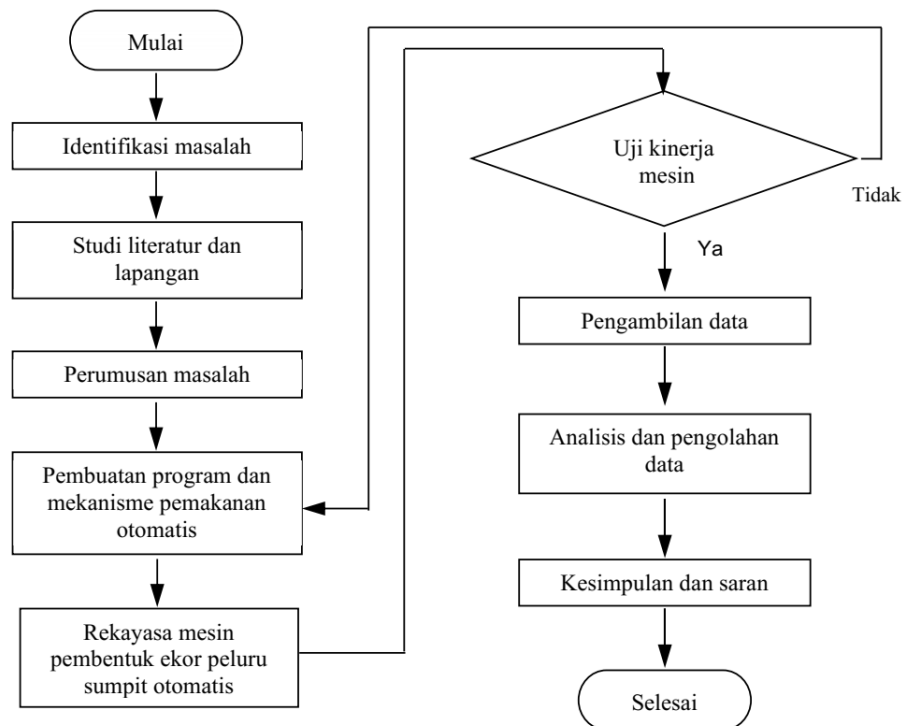 Mulai
Identifikasi masalah
Studi literatur dan
lapangan
Perumusan masalah
Pembuatan program dan
mekanisme pemakanan
otomatis
Rekayasa mesin
pembentuk ekor peluru
sumpit otomatis
Uji kinerja
mesin
Tidak
Ya
Pengambilan data
Analisis dan pengolahan
data
Kesimpulan dan saran
Selesai